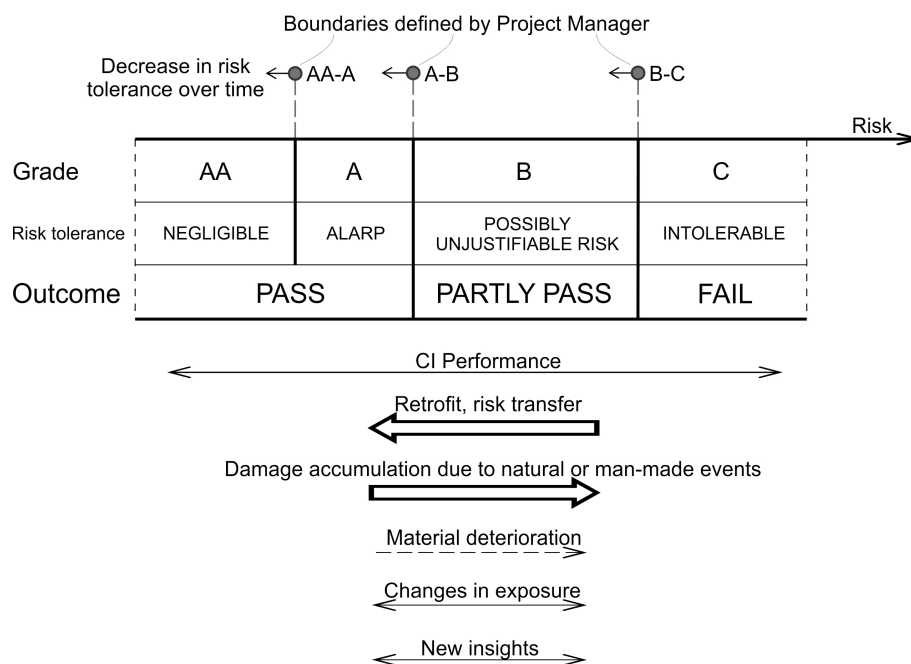 Boundaries defined by Project Manager
Decrease in risk
tolerance over time
AA-A
A-B
B-C
Risk
Grade
AA
A
B
C
Risk tolerance
NEGLIGIBLE
ALARP
POSSIBLY
UNJUSTIFIABLE RISK
INTOLERABLE
Outcome
PASS
PARTLY PASS
FAIL
CI Performance
Retrofit, risk transfer
Damage accumulation due to natural or man-made events
Material deterioration
Changes in exposure
New insights